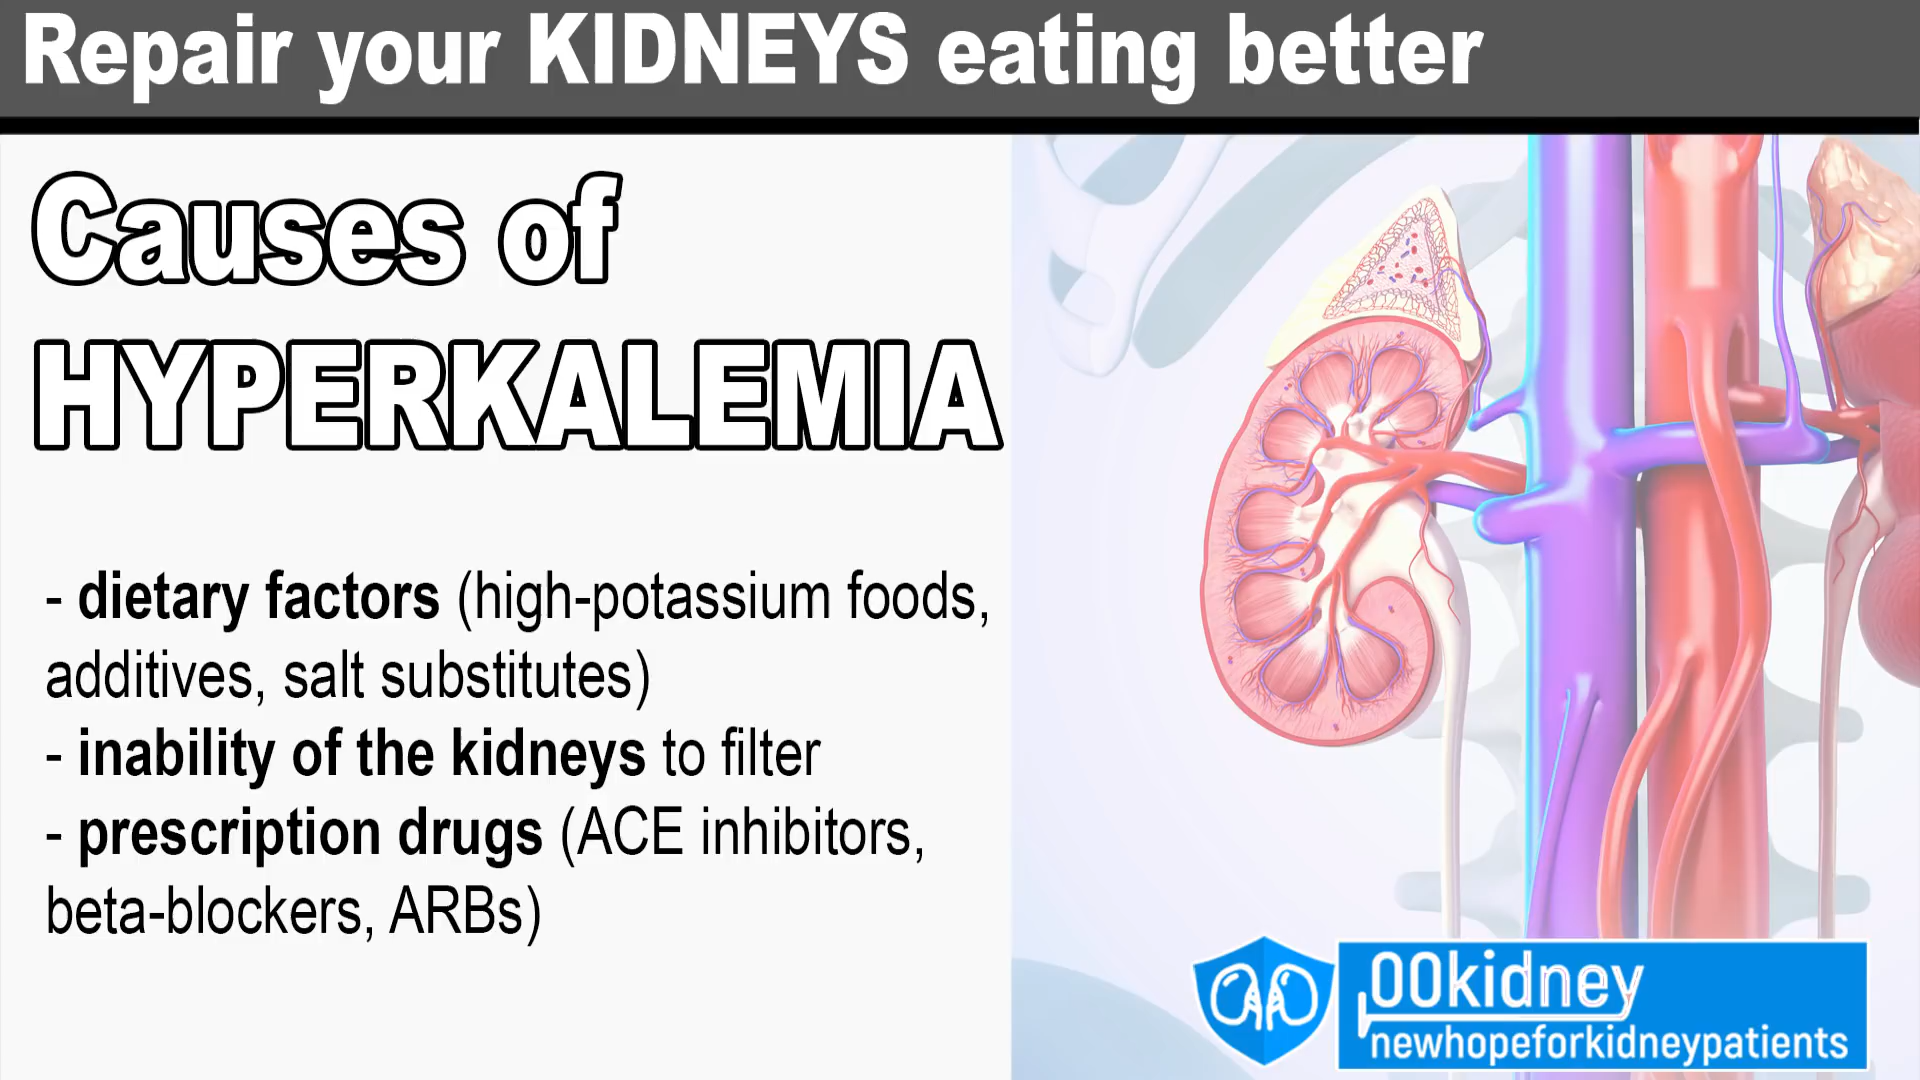 Repair your KIDNEYS eating better
Causes of
HYPERKALEMIA
- dietary factors (high-potassium foods,
additives, salt substitutes)
- inability of the kidneys to filter
- prescription drugs (ACE inhibitors,
beta-blockers, ARBs)
00kidney
newhopeforkidneypatients